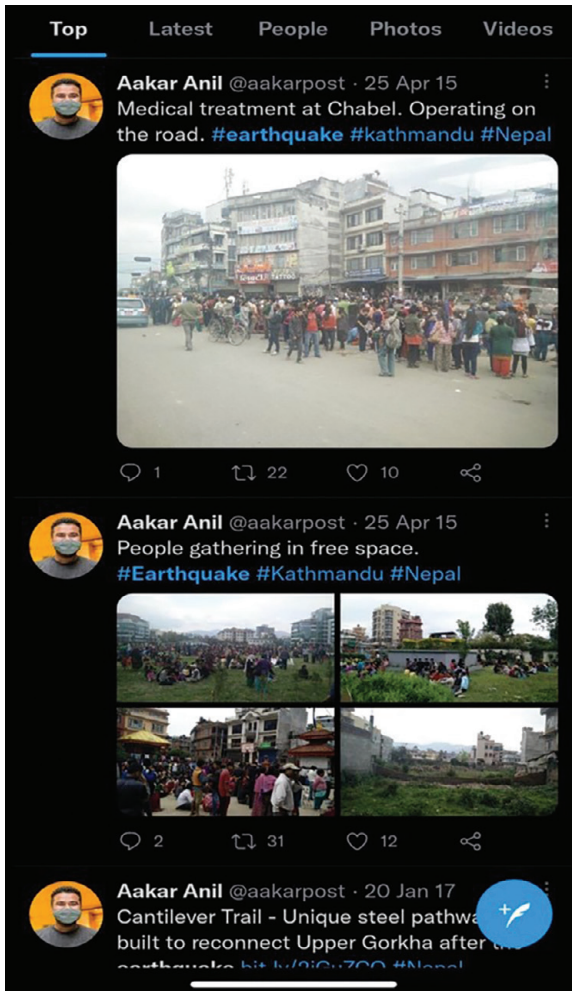 Top Latest People Photos Videos
Aakar Anil @aakarpost · 25 Apr 15
Medical treatment at Chabel. Operating on
the road. #earthquake #kathmandu #Nepal
TATTOO
1 22 10
Aakar Anil @aakarpost · 25 Apr 15
People gathering in free space.
#Earthquake #Kathmandu #Nepal
2 31 12
Aakar Anil @aakarpost · 20 Jan 17
Cantilever Trail - Unique steel
built to reconnect Upper Gorkha after
earthquake #Nepal